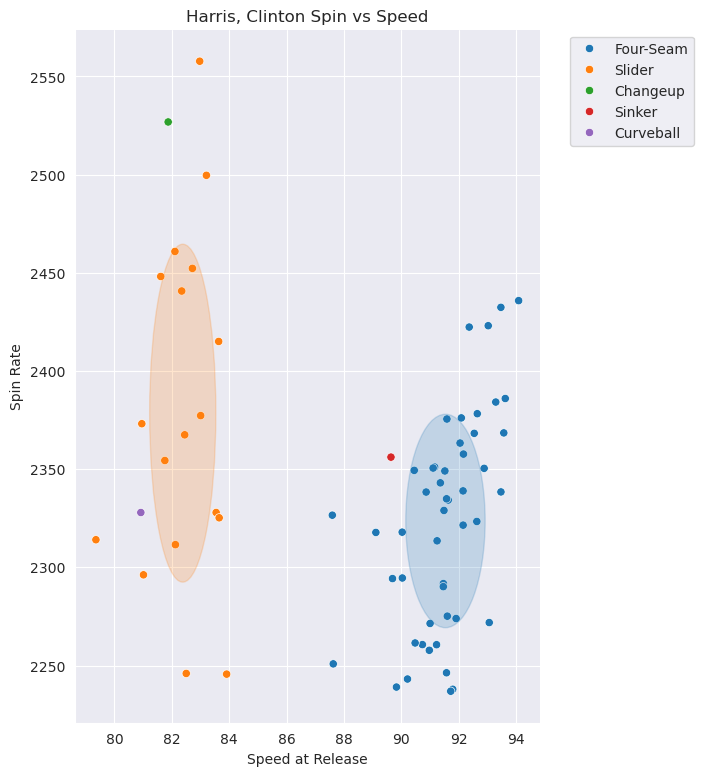 Harris, Clinton Spin vs Speed
Four-Seam
Slider
Changeup
Sinker
Curveball
2550
2500
2450
2400
2350
2300
2250
Spin Rate
80 82 84 86 88 90 92 94
Speed at Release